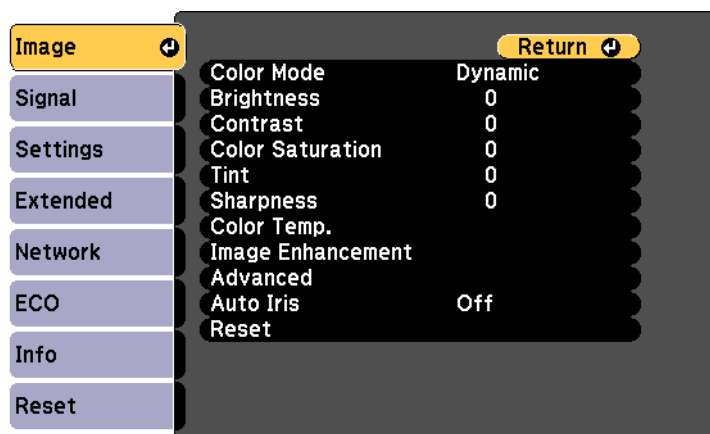 Image
Signal
Settings
Extended
Network
ECO
Info
Reset
Return
Color Mode Dynamic
Brightness 0
Contrast 0
Color Saturation 0
Tint 0
Sharpness 0
Color Temp.
Image Enhancement
Advanced
Auto Iris Off
Reset